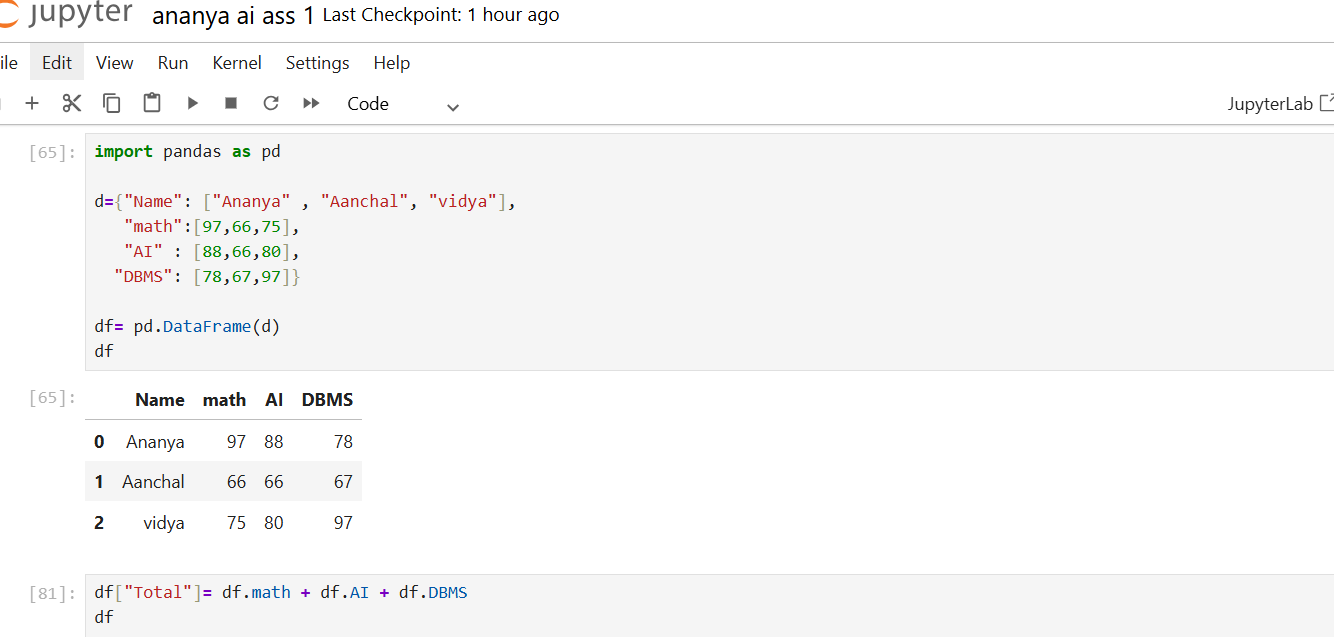 jupyter ananya ai ass 1 Last Checkpoint: 1 hour ago
ile Edit View Run Kernel Settings Help
Code JupyterLab
[65]: import pandas as pd
d={"Name": ["Ananya" , "Aanchal", "vidya"],
"math":[97,66,75],
"AI" : [88,66,80],
"DBMS": [78,67,97]}
df= pd.DataFrame(d)
df
[65]: Name math AI DBMS
0 Ananya 97 88 78
1 Aanchal 66 66 67
2 vidya 75 80 97
[81]: df["Total"]= df.math + df.AI + df.DBMS
df